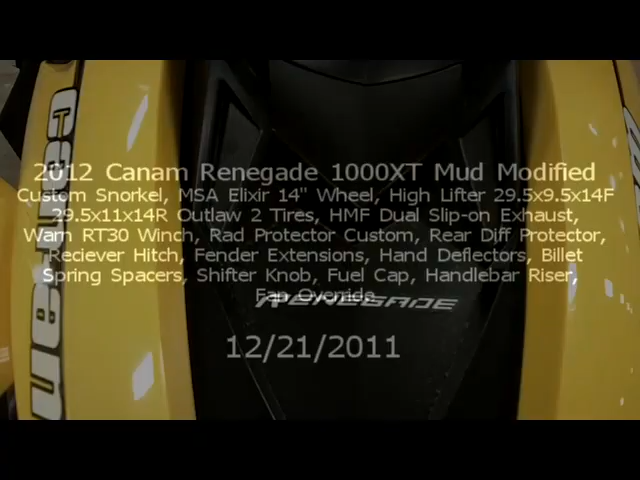 2012 Canam Renegade 1000XT Mud Modified
Custom Snorkel, MSA Elixir 14" Wheel, High Lifter 29.5x9.5x14F
29.5x11x14R Outlaw 2 Tires, HMF Dual Slip-on Exhaust,
Warn RT30 Winch, Rad Protector Custom, Rear Diff Protector,
Reciever Hitch, Fender Extensions, Hand Deflectors, Billet
Spring Spacers, Shifter Knob, Fuel Cap, Handlebar Riser,
Fan Override
RENEGADE
12/21/2011
can-am